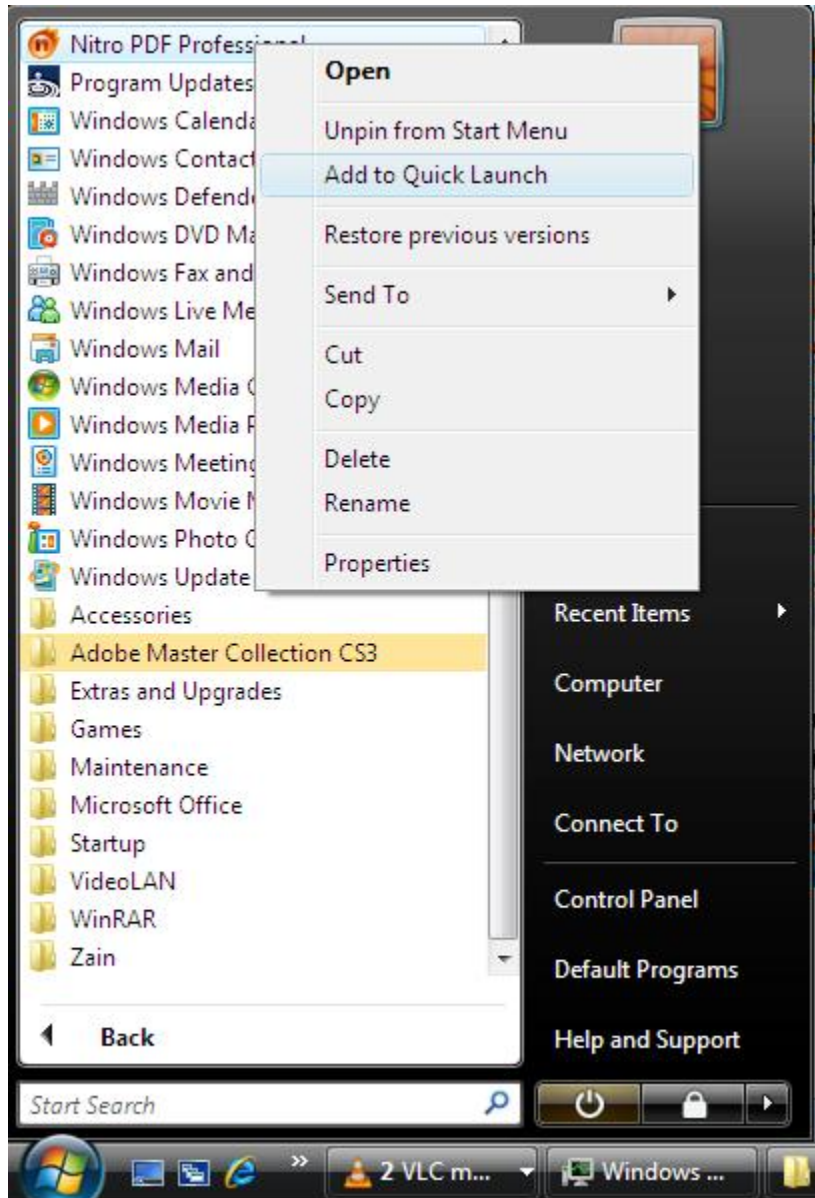 Nitro PDF Professional
Program Updates
Windows Calenda
Windows Contact
Windows Defend
Windows DVD Ma
Windows Fax and
Windows Live Me
Windows Mail
Windows Media
Windows Media P
Windows Meeting
Windows Movie
Windows Photo
Windows Update
Accessories
Adobe Master Collection CS3
Extras and Upgrades
Games
Maintenance
Microsoft Office
Startup
VideoLAN
WinRAR
Zain
Back
Start Search
Open
Unpin from Start Menu
Add to Quick Launch
Restore previous versions
Send To
Cut
Copy
Delete
Rename
Properties
Recent Items
Computer
Network
Connect To
Control Panel
Default Programs
Help and Support
2 VLC m...
Windows ...